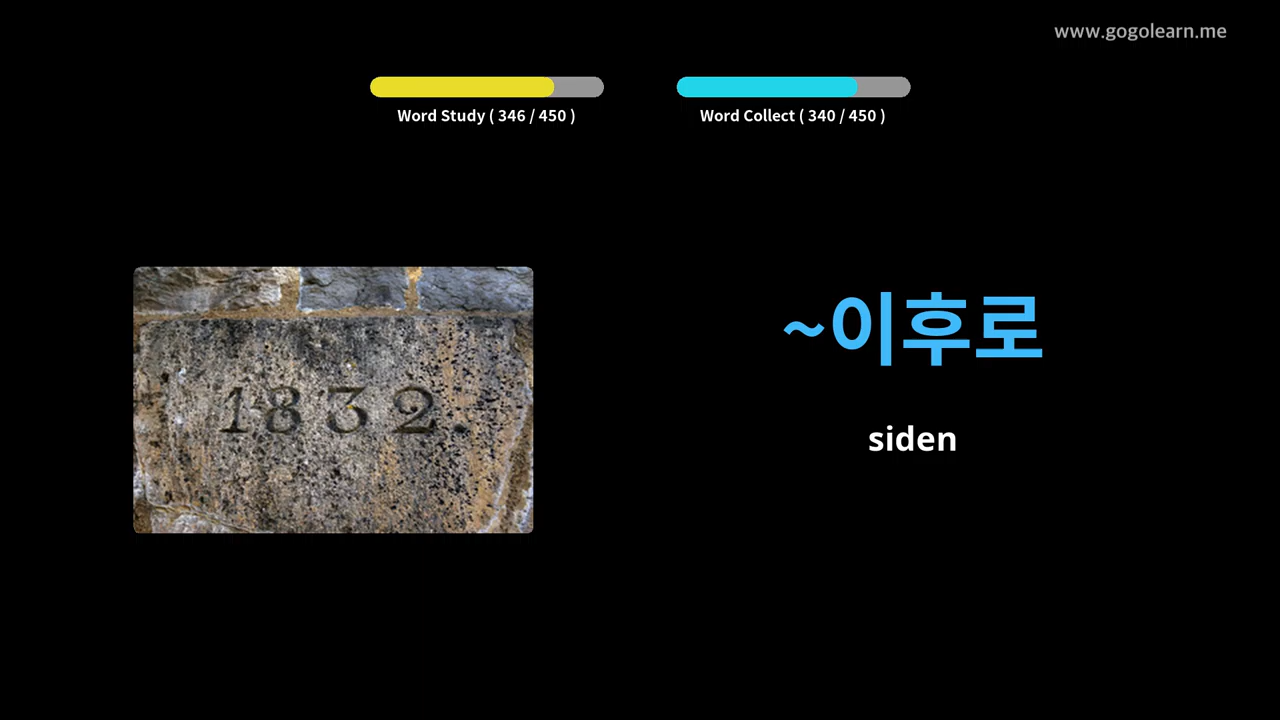 www.gogolearn.me
Word Study ( 346 / 450 )
Word Collect ( 340 / 450 )
1832.
~이후로
siden